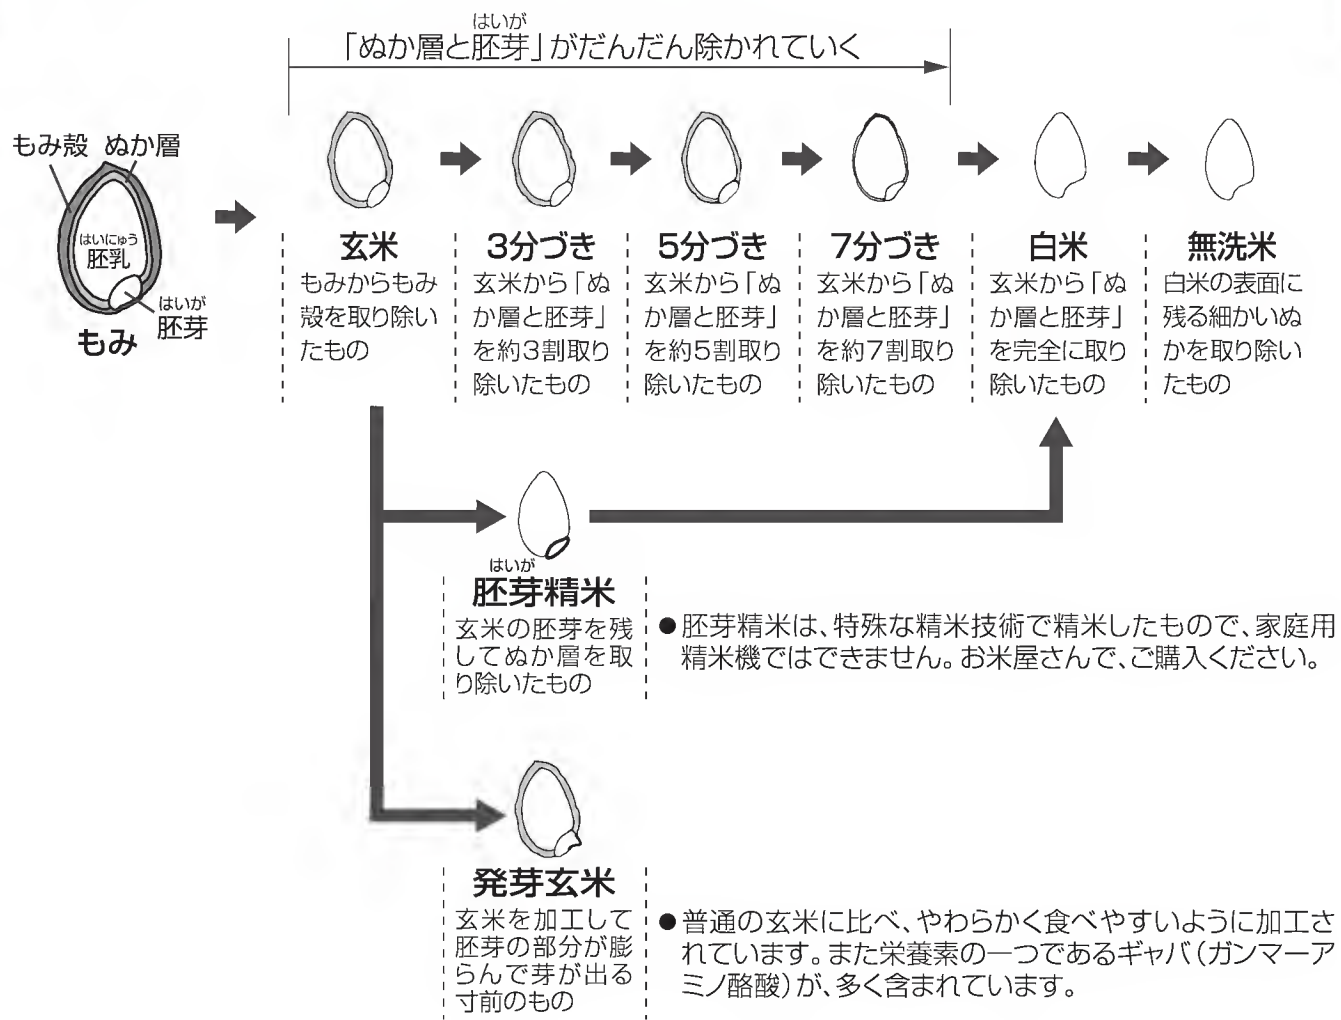 はいが
「ぬか層と胚芽」がだんだん除かれていく
もみ殻 ぬか層
はいにゅう
胚乳
はいが
胚芽
もみ
玄米
もみからもみ
殻を取り除い
たもの
3分づき
玄米から「ぬ
か層と胚芽」
を約3割取り
除いたもの
5分づき
玄米から「ぬ
か層と胚芽」
を約5割取り
除いたもの
7分づき
玄米から「ぬ
か層と胚芽」
を約7割取り
除いたもの
白米
玄米から「ぬ
か層と胚芽」
を完全に取り
除いたもの
無洗米
白米の表面に
残る細かいぬ
かを取り除い
たもの
はいが
胚芽精米
玄米の胚芽を残
してぬか層を取
り除いたもの
●胚芽精米は、特殊な精米技術で精米したもので、家庭用
精米機ではできません。お米屋さんで、ご購入ください。
発芽玄米
玄米を加工して
胚芽の部分が膨
らんで芽が出る
寸前のもの
●普通の玄米に比べ、やわらかく食べやすいように加工さ
れています。また栄養素の一つであるギャバ(ガンマーア
ミノ酪酸)が、多く含まれています。